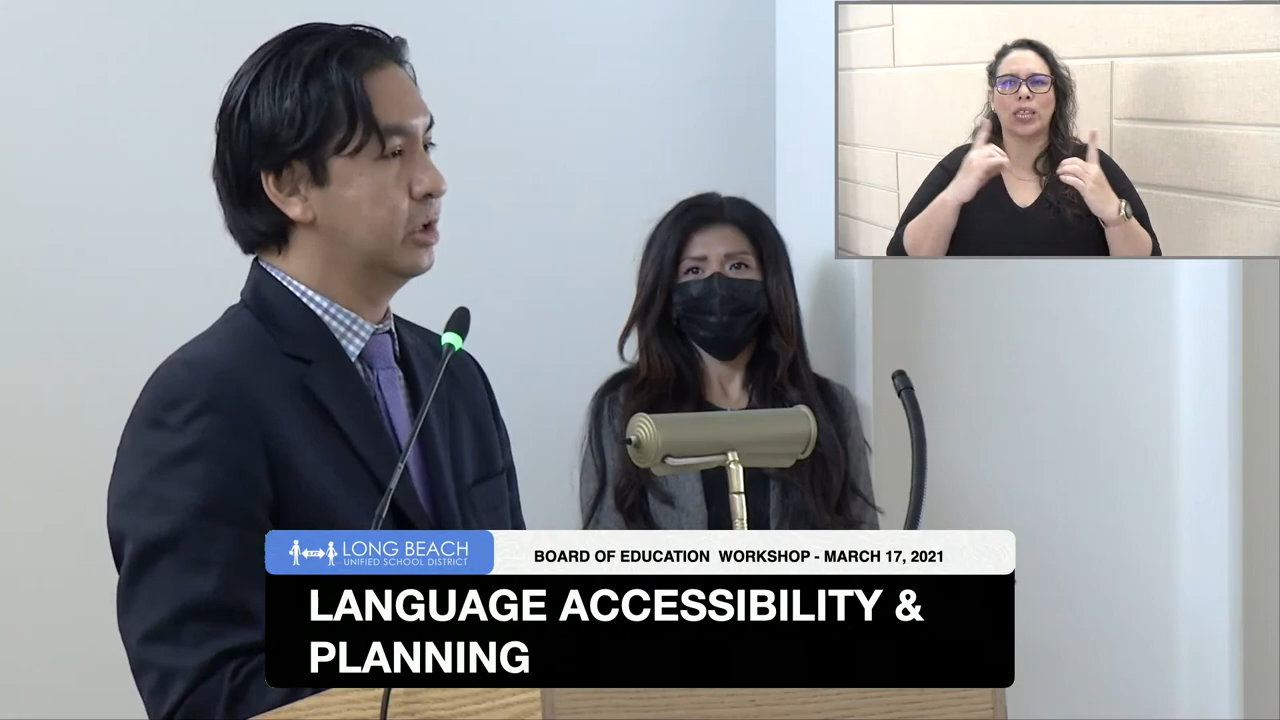 LONG BEACH
UNIFIED SCHOOL DISTRICT
BOARD OF EDUCATION WORKSHOP - MARCH 17, 2021
LANGUAGE ACCESSIBILITY &
PLANNING